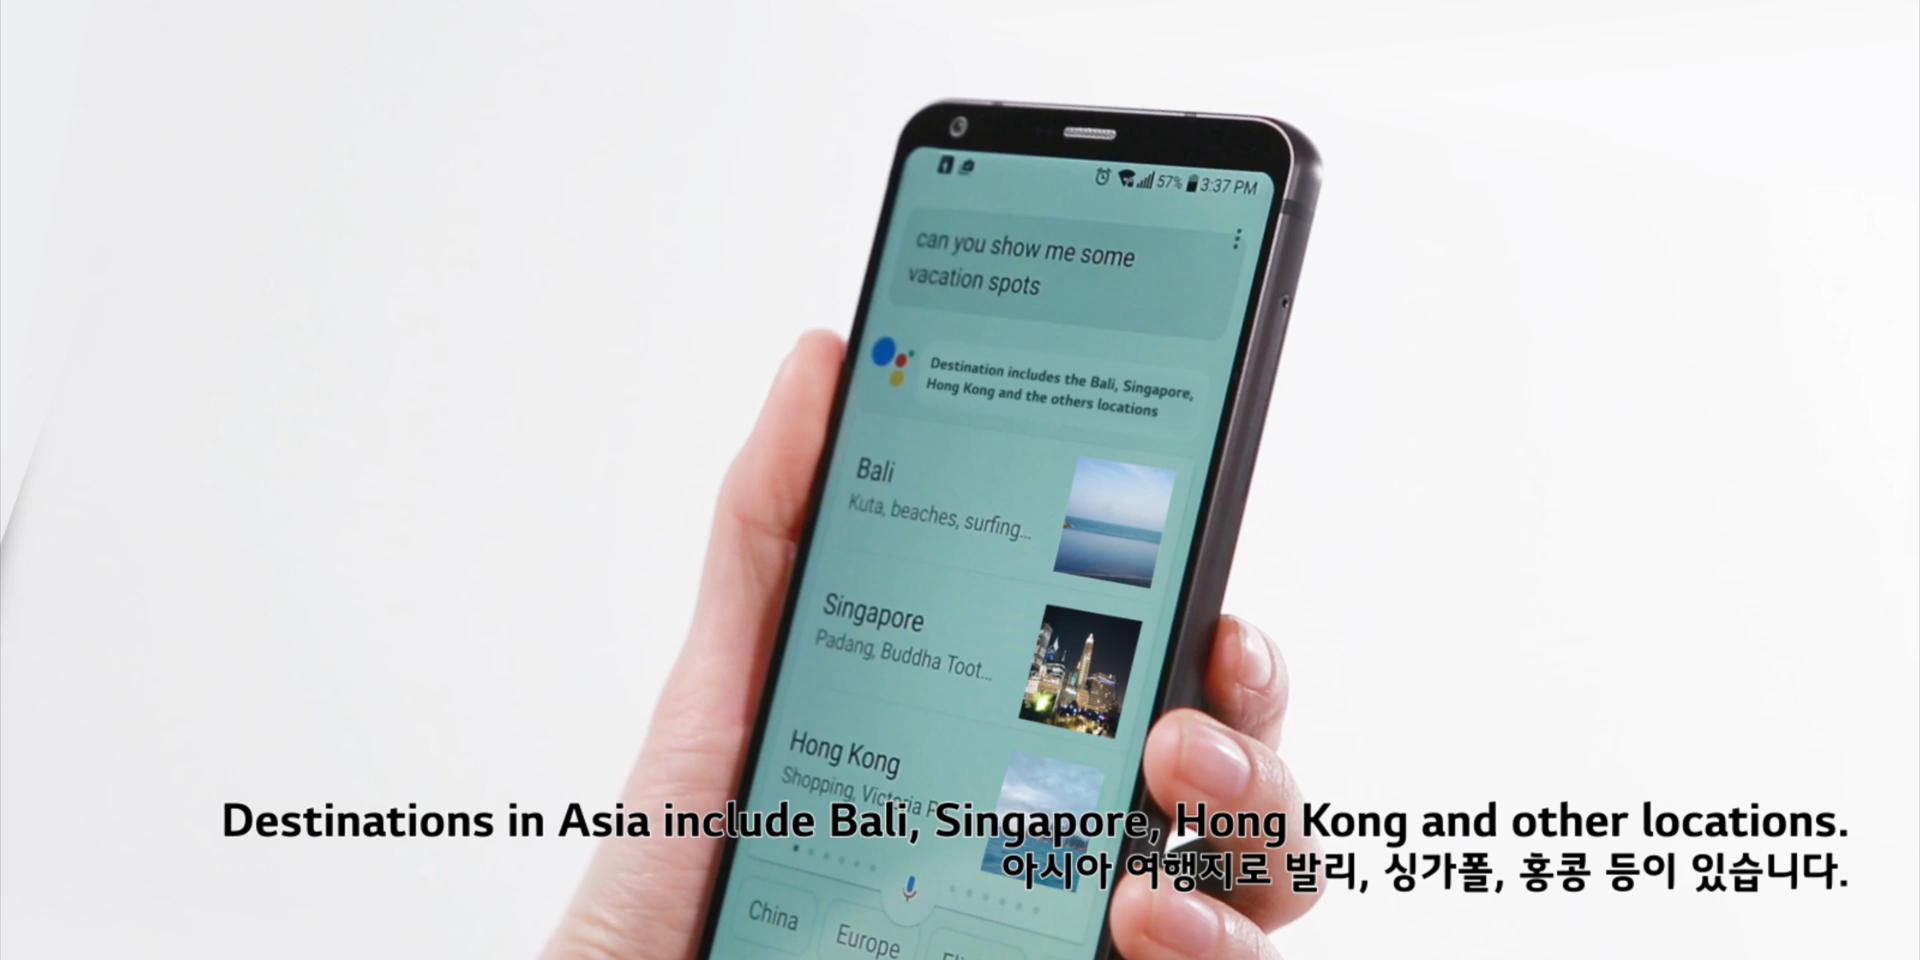 57% 3:37 PM
can you show me some
vacation spots
Destination includes the Bali, Singapore,
Hong Kong and the others locations
Bali
Kuta, beaches, surfing...
Singapore
Padang, Buddha Toot...
Hong Kong
Shopping, Victoria
Destinations in Asia include Bali, Singapore, Hong Kong and other locations.
아시아 여행지로 발리, 싱가폴, 홍콩 등이 있습니다.
China
Europe